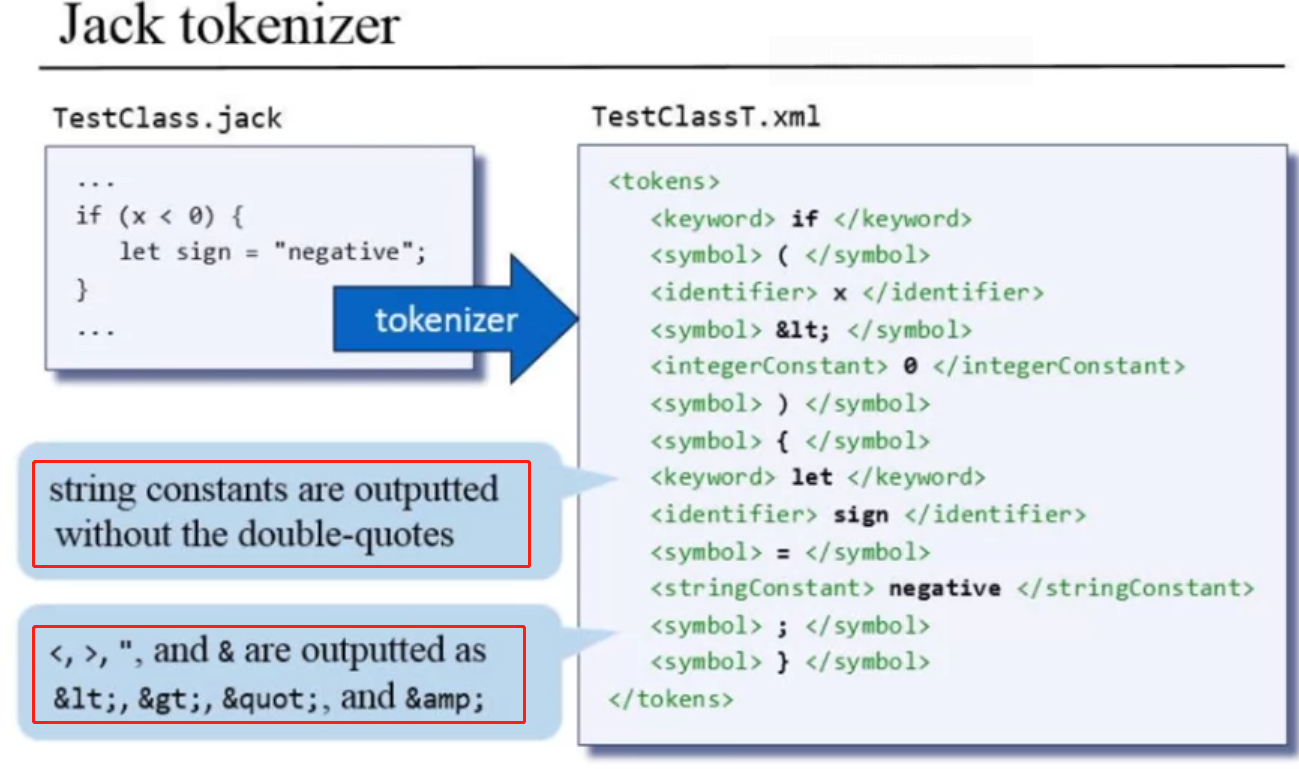 Jack tokenizer
TestClass.jack
...
if (x < 0) {
let sign = "negative";
}
...
tokenizer
string constants are outputted
without the double-quotes
<, >, ", and & are outputted as
&lt;, &gt;, &quot;, and &amp;
TestClassT.xml
<tokens>
<keyword> if </keyword>
<symbol> ( </symbol>
<identifier> x </identifier>
<symbol> &lt; </symbol>
<integerConstant> 0 </integerConstant>
<symbol> ) </symbol>
<symbol> { </symbol>
<keyword> let </keyword>
<identifier> sign </identifier>
<symbol> = </symbol>
<stringConstant> negative </stringConstant>
<symbol> ; </symbol>
<symbol> } </symbol>
</tokens>